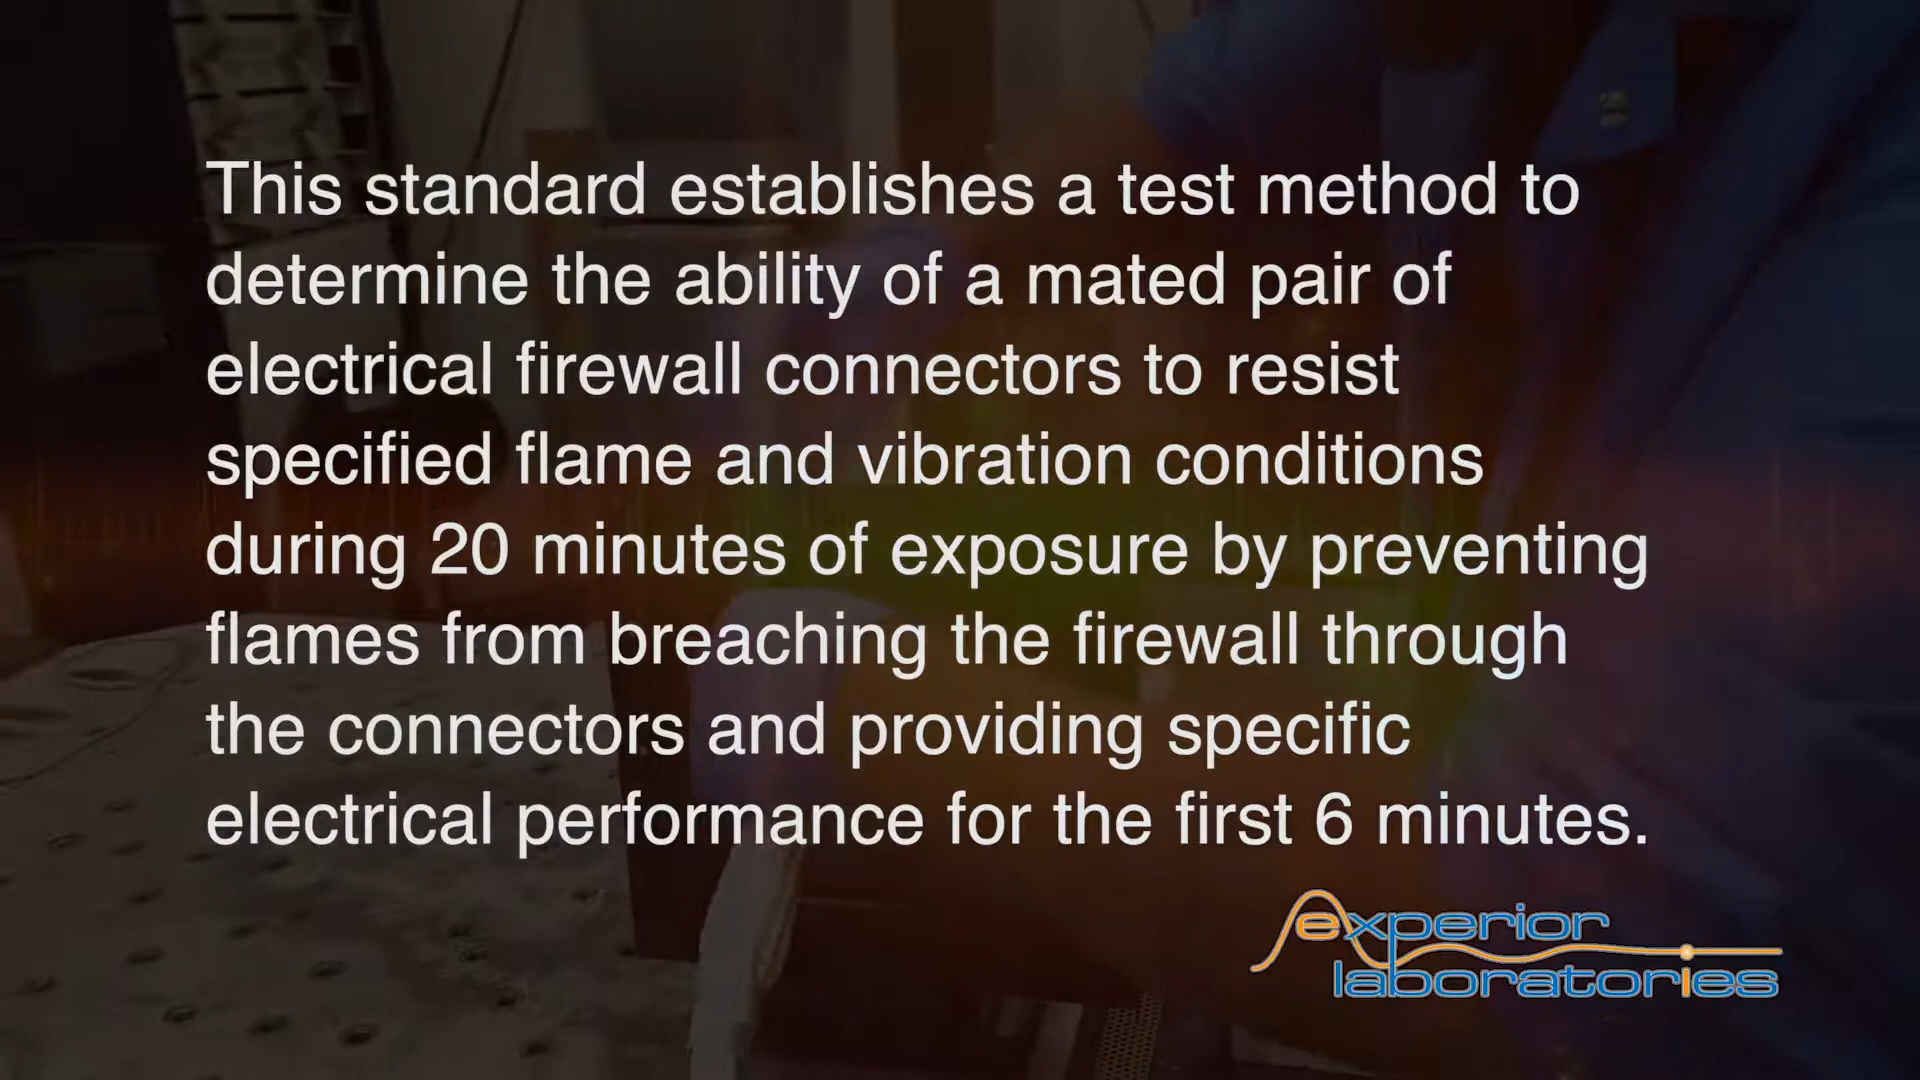 This standard establishes a test method to
determine the ability of a mated pair of
electrical firewall connectors to resist
specified flame and vibration conditions
during 20 minutes of exposure by preventing
flames from breaching the firewall through
the connectors and providing specific
electrical performance for the first 6 minutes.
experior
laboratories